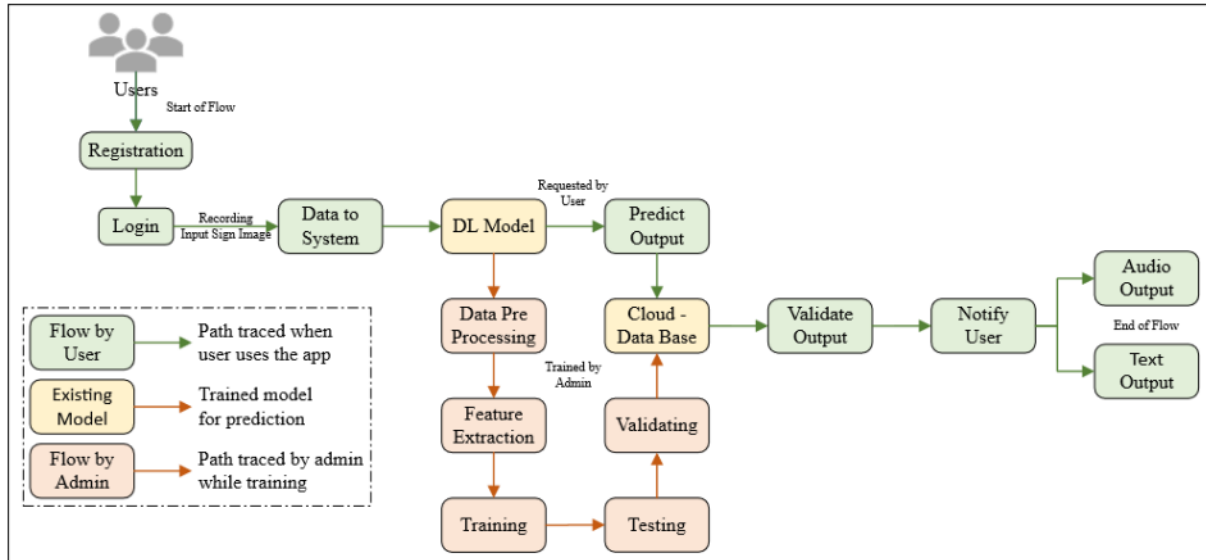 Users
Start of Flow
Registration
Login
Recording
Input Sign Image
Data to
System
DL Model
Requested by
User
Predict
Output
Data Pre
Processing
Cloud -
Data Base
Validate
Output
Notify
User
Audio
Output
End of Flow
Text
Output
Trained by
Admin
Feature
Extraction
Validating
Training
Testing
Flow by
User
Path traced when
user uses the app
Existing
Model
Trained model
for prediction
Flow by
Admin
Path traced by admin
while training